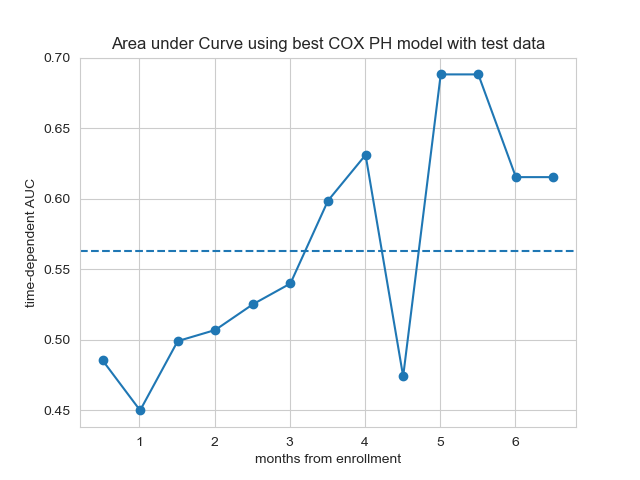 Area under Curve using best COX PH model with test data
0.70
0.65
0.60
0.55
0.50
0.45
time-dependent AUC
1 2 3 4 5 6
months from enrollment